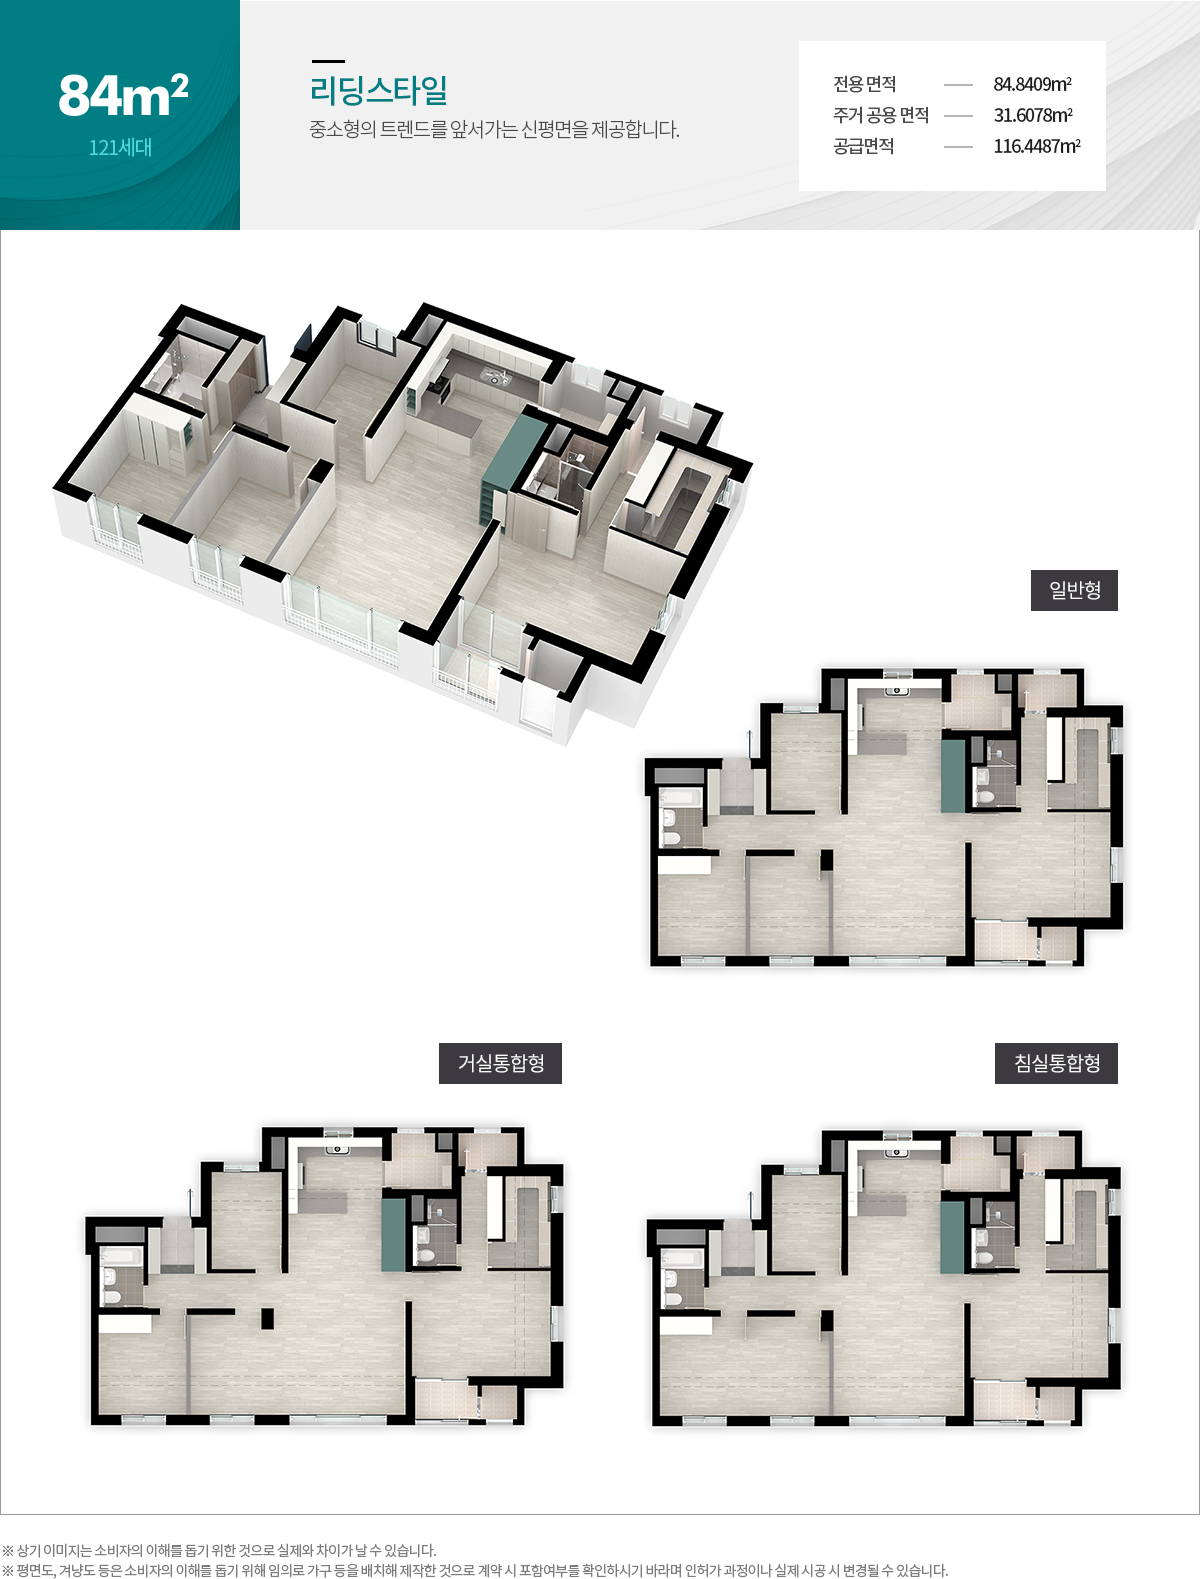 84m²
121세대
리딩스타일
중소형의 트렌드를 앞서가는 신평면을 제공합니다.
전용 면적 84.8409m²
주거 공용 면적 31.6078m²
공급면적 116.4487m²
일반형
거실통합형
침실통합형
※ 상기 이미지는 소비자의 이해를 돕기 위한 것으로 실제와 차이가 날 수 있습니다.
※ 평면도, 겨냥도 등은 소비자의 이해를 돕기 위해 임의로 가구 등을 배치해 제작한 것으로 계약 시 포함여부를 확인하시기 바라며 인허가 과정이나 실제 시공 시 변경될 수 있습니다.